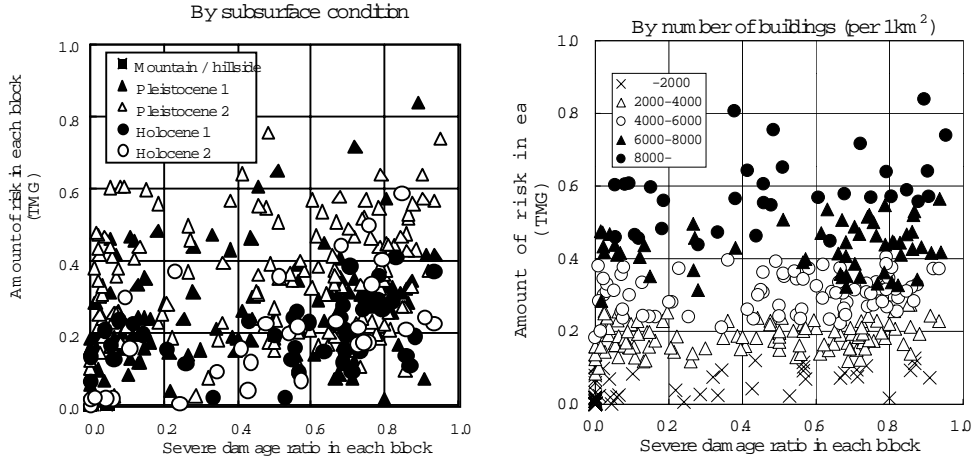 By subsurface condition
Amount of risk in each block
(TMG)
1.0
0.8
0.6
0.4
0.2
0.0
Mountain / hillside
Pleistocene 1
Pleistocene 2
Holocene 1
Holocene 2
0.0 0.2 0.4 0.6 0.8 1.0
Severe damage ratio in each block
By number of buildings (per 1km²)
Amount of risk in ea
(TMG)
1.0
0.8
0.6
0.4
0.2
0.0
-2000
2000-4000
4000-6000
6000-8000
8000-
0.0 0.2 0.4 0.6 0.8 1.0
Severe damage ratio in each block